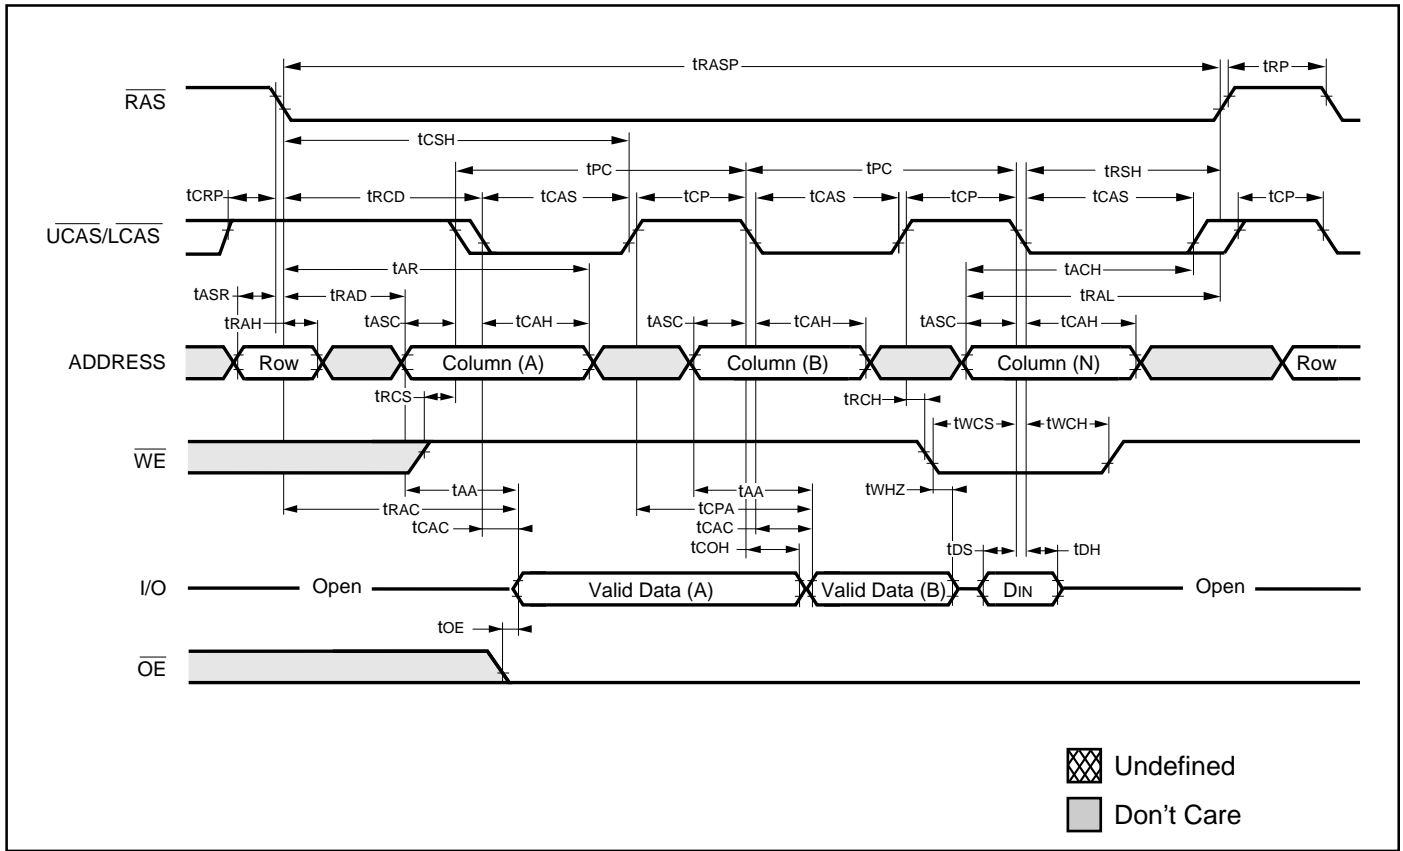 tRASP tRP
RAS
tCSH
tPC tPC tRSH
tCRP tRCD tCAS tCP tCAS tCP tCAS tCP
UCAS/LCAS
tAR tACH
tASR tRAD tRAL
tRAH tASC tCAH tASC tCAH tASC tCAH
ADDRESS Row Column (A) Column (B) Column (N) Row
tRCS tRCH
tWCS tWCH
WE
tAA tAA tWHZ
tRAC tCPA
tCAC tCAC
tCOH tDS tDH
I/O Open Valid Data (A) Valid Data (B) DIN Open
tOE
OE
Undefined
Don't Care